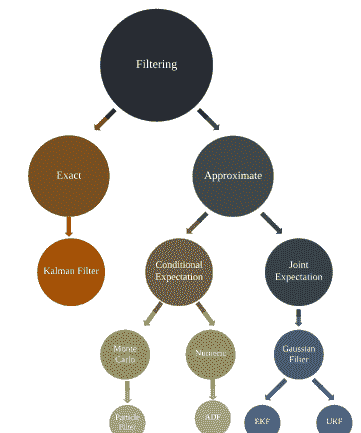 Filtering
Exact
Approximate
Kalman Filter
Conditional
Expectation
Joint
Expectation
Monte
Carlo
Numeric
Gaussian
Filter
Particle
Filter
ADF
EKF
UKF